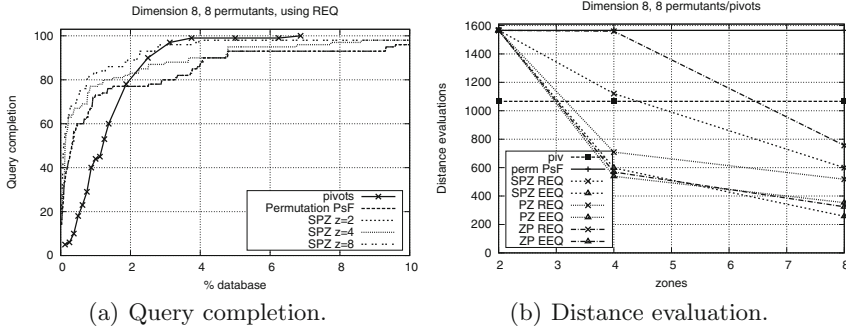 Dimension 8, 8 permutants, using REQ
Query completion
100
80
60
40
20
0
0 2 4 6 8 10
% database
pivots
Permutation PsF
SPZ z=2
SPZ z=4
SPZ z=8
(a) Query completion.
Dimension 8, 8 permutants/pivots
Distance evaluations
1600
1400
1200
1000
800
600
400
200
0
2 3 4 5 6 7 8
zones
piv
perm PsF
SPZ REQ
SPZ EEQ
PZ REQ
PZ EEQ
ZP REQ
ZP EEQ
(b) Distance evaluation.